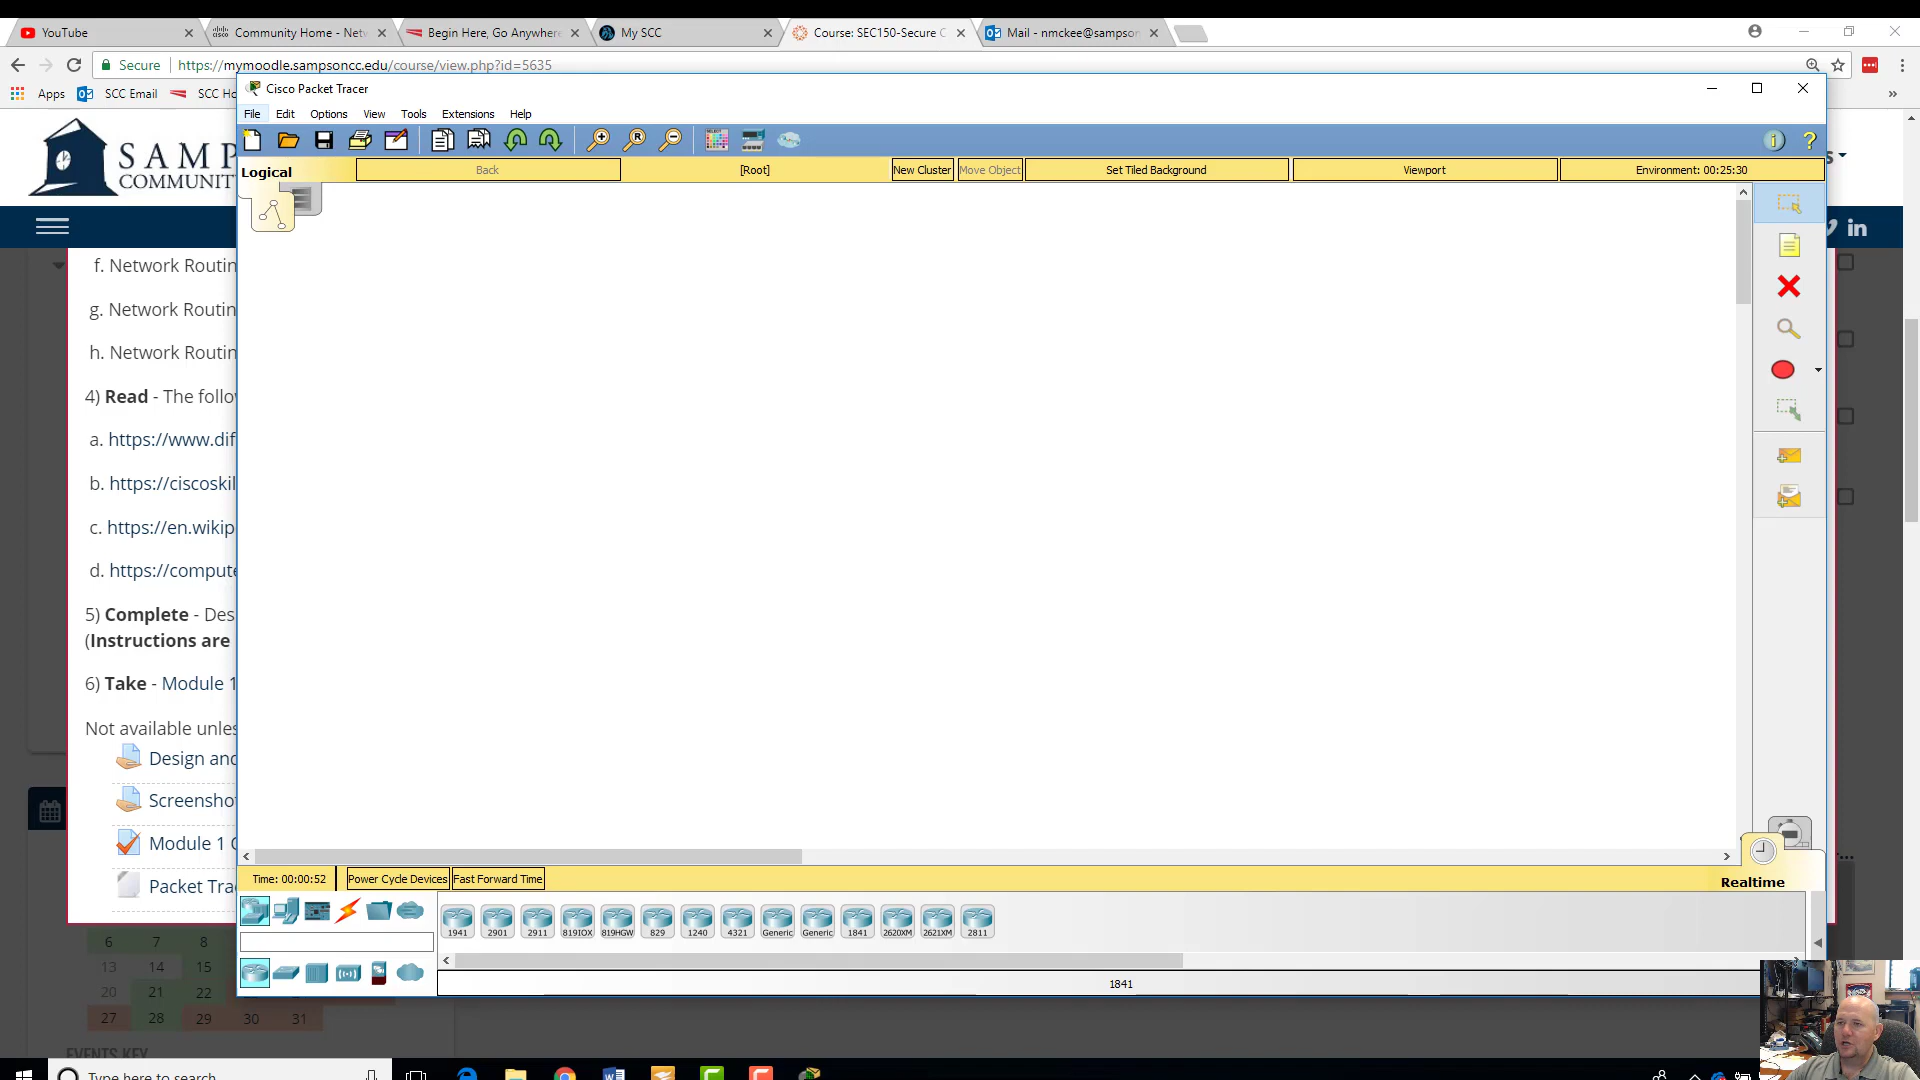 YouTube
Community Home - Netw
Begin Here, Go Anywhere
My SCC
Course: SEC150-Secure C
Mail - nmckee@sampson
Secure
https://mymoodle.sampsoncc.edu/course/view.php?id=5635
Apps
SCC Email
SCC Ho
Cisco Packet Tracer
File
Edit
Options
View
Tools
Extensions
Help
Logical
Back
[Root]
New Cluster
Move Object
Set Tiled Background
Viewport
Environment: 00:25:30
SAMP
COMMUNITY
in
f. Network Routin
g. Network Routin
h. Network Routin
4) Read - The follo
a. https://www.dif
b. https://ciscoskil
c. https://en.wikip
d. https://compute
5) Complete - Des
(Instructions are
6) Take - Module 1
Not available unles
Design and
Screenshot
Module 1 Q
Packet Trac
Time: 00:00:52
Power Cycle Devices
Fast Forward Time
Realtime
1941
2901
2911
819IOX
819HGW
829
1240
4321
Generic
Generic
1841
2620XM
2621XM
2811
1841
6 7 8
13 14 15
20 21 22
27 28 29 30 31
EVENTS KEY
Type here to search